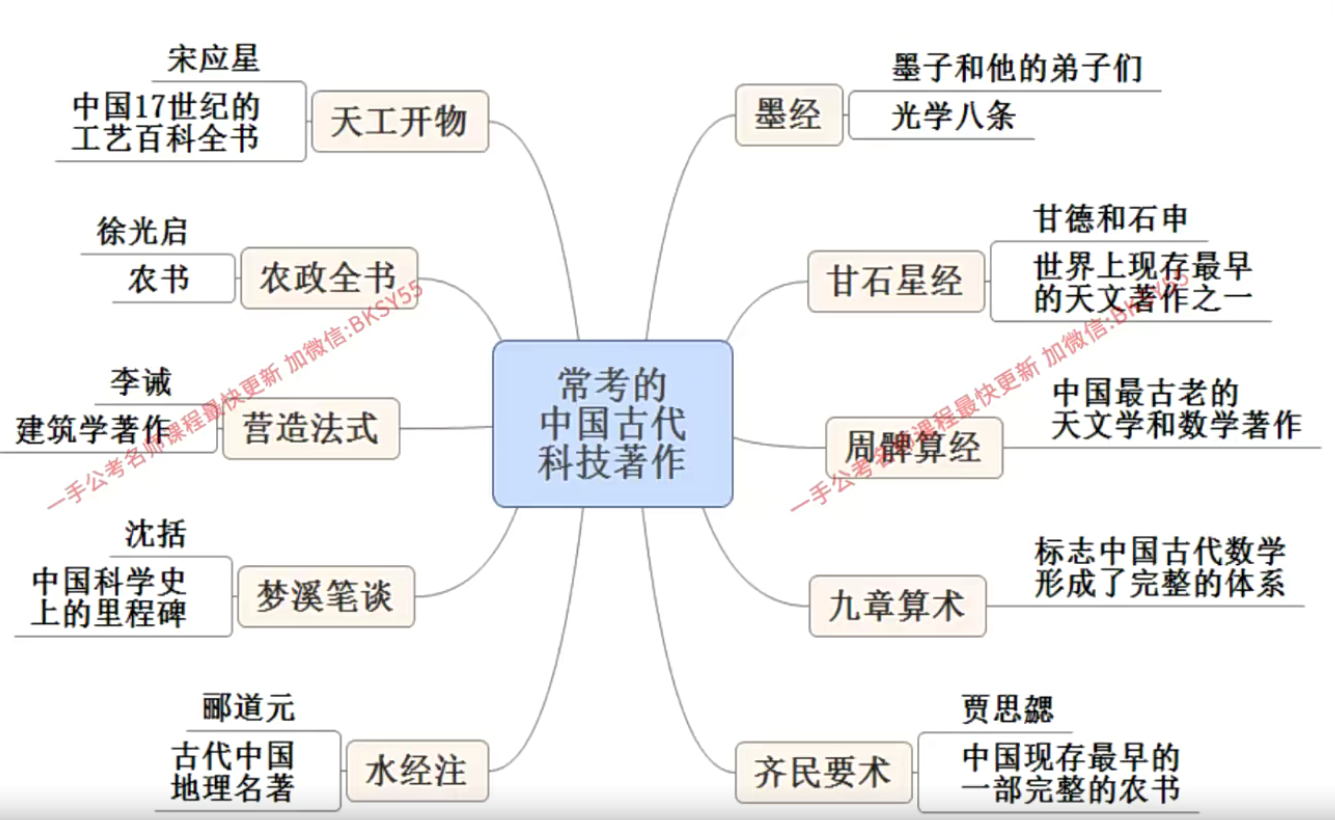 常考的
中国古代
科技著作
墨经
墨子和他的弟子们
光学八条
甘石星经
甘德和石申
世界上现存最早
的天文著作之一
周髀算经
中国最古老的
天文学和数学著作
九章算术
标志中国古代数学
形成了完整的体系
齐民要术
贾思勰
中国现存最早的
一部完整的农书
天工开物
宋应星
中国17世纪的
工艺百科全书
农政全书
徐光启
农书
营造法式
李诫
建筑学著作
梦溪笔谈
沈括
中国科学史
上的里程碑
水经注
郦道元
古代中国
地理名著
一手公考名师课程最快更新 加微信:BKSY55
一手公考名师课程最快更新 加微信:BKSY55